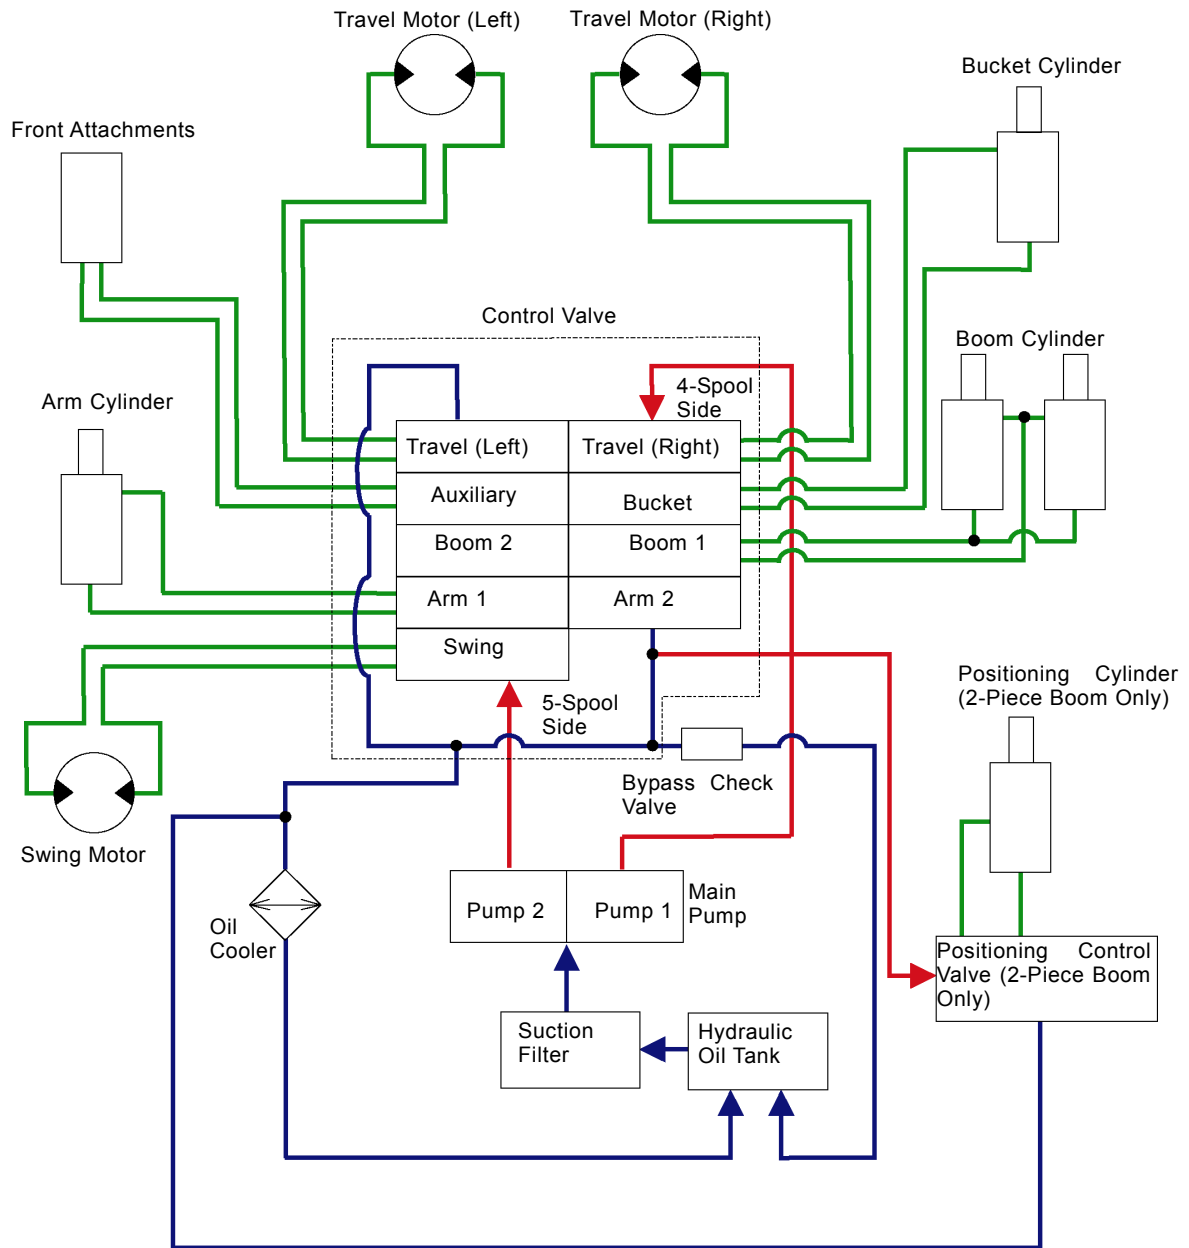 Travel Motor (Left)
Travel Motor (Right)
Bucket Cylinder
Front Attachments
Control Valve
Boom Cylinder
4-Spool
Side
Arm Cylinder
Travel (Left)
Travel (Right)
Auxiliary
Bucket
Boom 2
Boom 1
Arm 1
Arm 2
Swing
5-Spool
Side
Positioning Cylinder
(2-Piece Boom Only)
Bypass Check
Valve
Swing Motor
Pump 2
Pump 1
Main
Pump
Oil
Cooler
Positioning Control
Valve (2-Piece Boom
Only)
Suction
Filter
Hydraulic
Oil Tank